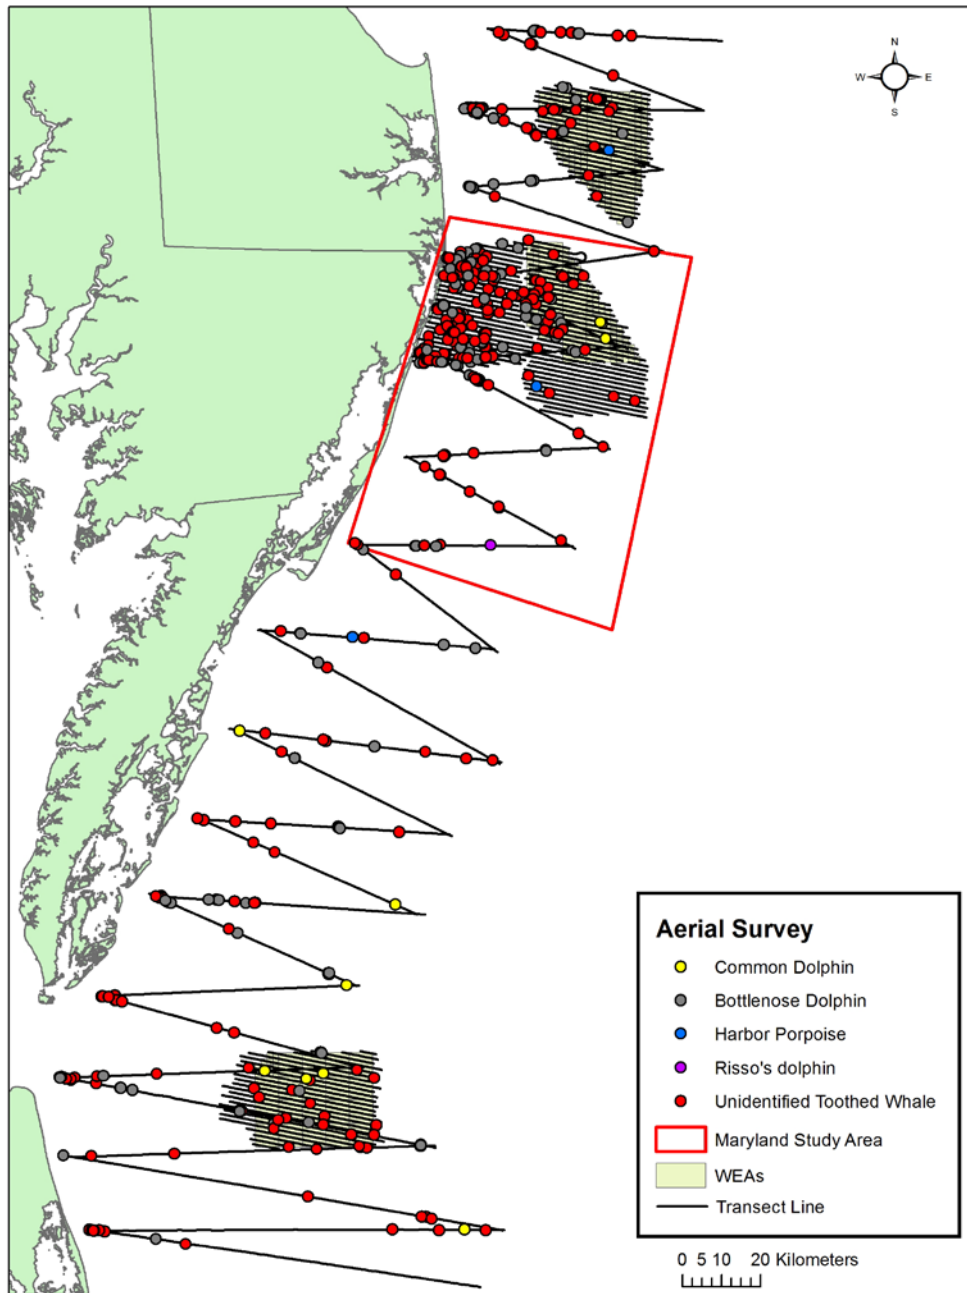 N
W E
S
Aerial Survey
Common Dolphin
Bottlenose Dolphin
Harbor Porpoise
Risso's dolphin
Unidentified Toothed Whale
Maryland Study Area
WEAs
Transect Line
0 5 10 20 Kilometers